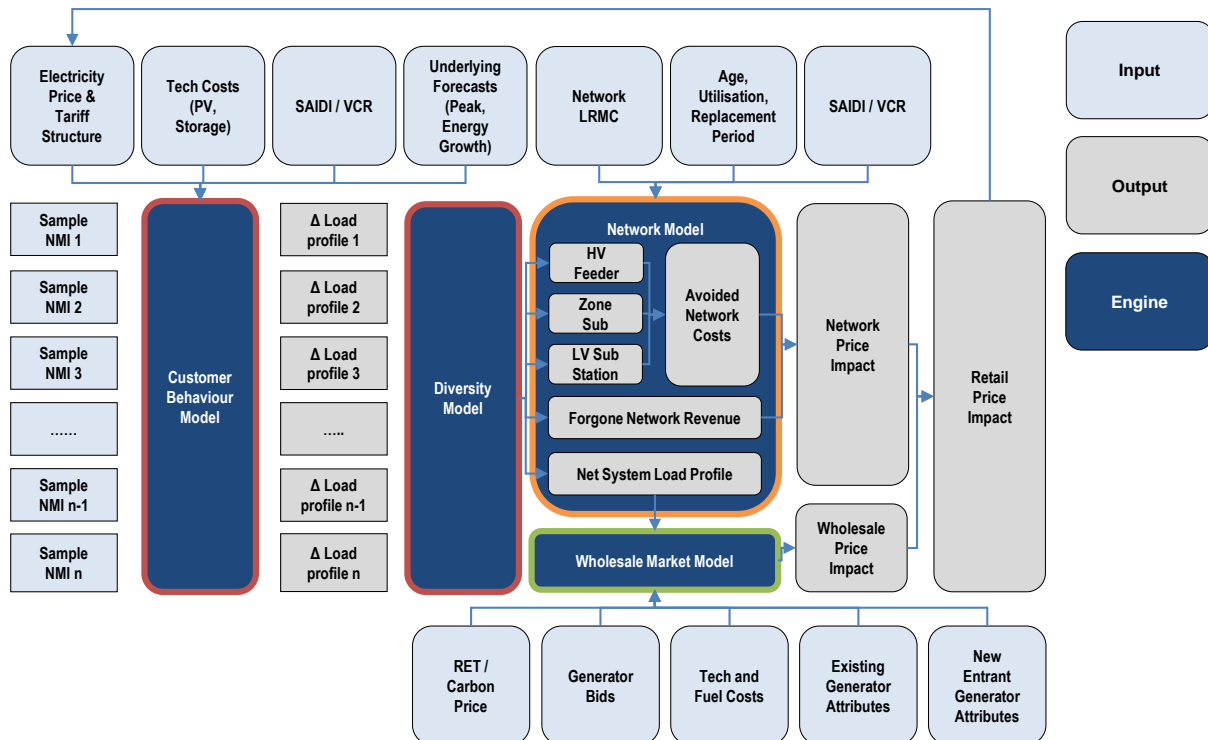 Electricity
Price &
Tariff
Structure
Tech Costs
(PV,
Storage)
SAIDI / VCR
Underlying
Forecasts
(Peak,
Energy
Growth)
Network
LRMC
Age,
Utilisation,
Replacement
Period
SAIDI / VCR
Input
Output
Engine
Sample
NMI 1
Sample
NMI 2
Sample
NMI 3
……
Sample
NMI n-1
Sample
NMI n
Customer
Behaviour
Model
Δ Load
profile 1
Δ Load
profile 2
Δ Load
profile 3
…..
Δ Load
profile n-1
Δ Load
profile n
Diversity
Model
Network Model
HV
Feeder
Zone
Sub
LV Sub
Station
Avoided
Network
Costs
Forgone Network Revenue
Net System Load Profile
Wholesale Market Model
Network
Price
Impact
Wholesale
Price
Impact
Retail
Price
Impact
RET /
Carbon
Price
Generator
Bids
Tech and
Fuel Costs
Existing
Generator
Attributes
New
Entrant
Generator
Attributes